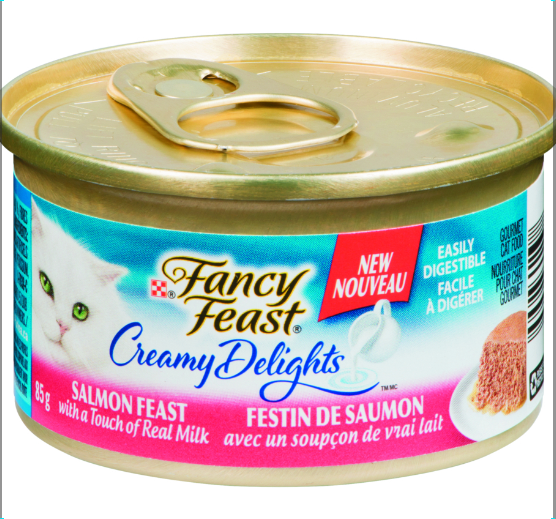 NEW
NOUVEAU
EASILY
DIGESTIBLE
FACILE
À DIGÉRER
GOURMET
CAT FOOD
NOURRITURE
POUR CHAT
GOURMET
Fancy
Feast®
Creamy Delights
TM/MC
85 g
SALMON FEAST
with a Touch of Real Milk
FESTIN DE SAUMON
avec un soupçon de vrai lait